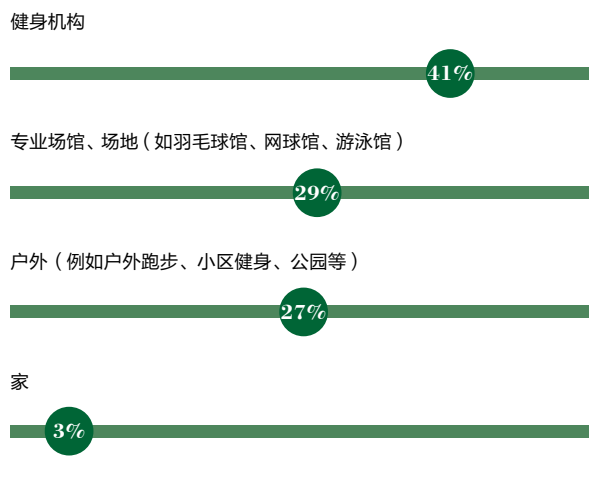 健身机构
41%
专业场馆、场地（如羽毛球馆、网球馆、游泳馆）
29%
户外（例如户外跑步、小区健身、公园等）
27%
家
3%